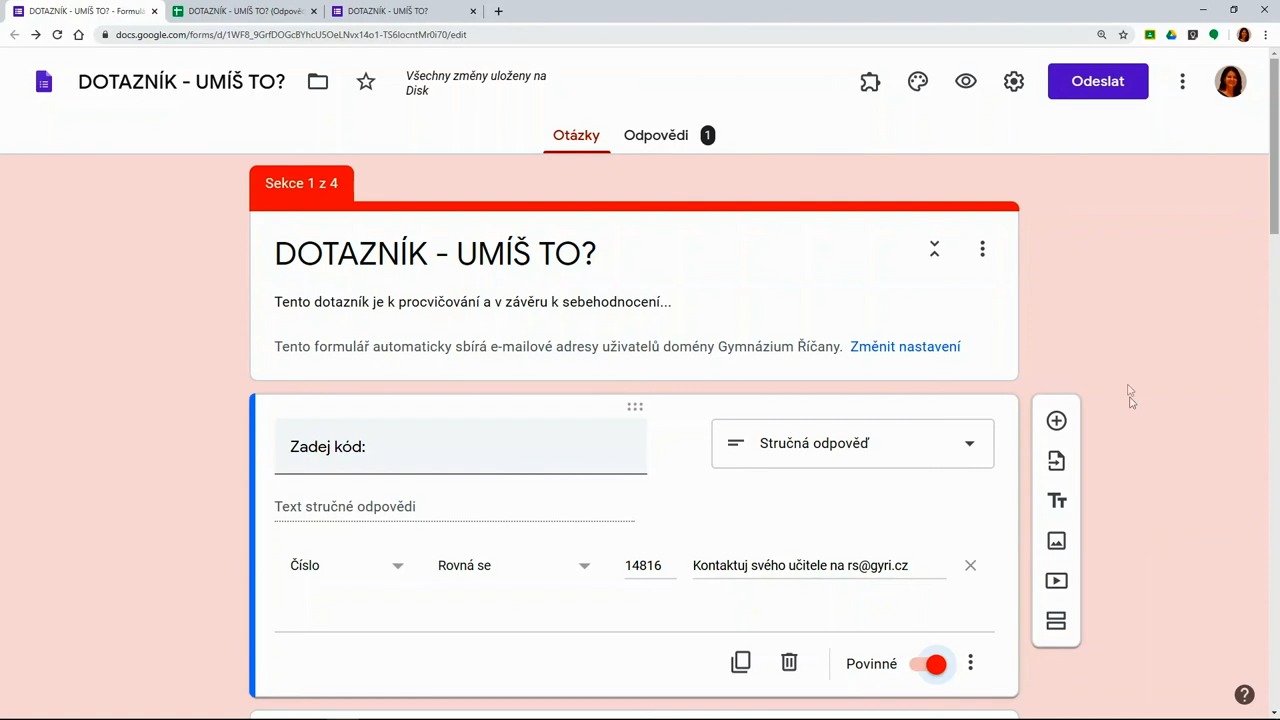 DOTAZNÍK - UMÍŠ TO? - Formulá
DOTAZNÍK - UMÍŠ TO? (Odpově
DOTAZNÍK - UMÍŠ TO?
docs.google.com/forms/d/1WF8_9GrfDOGcBYhcU5OeLNvx14o1-TS6locntMr0i70/edit
DOTAZNÍK - UMÍŠ TO?
Všechny změny uloženy na
Disk
Odeslat
Otázky
Odpovědi 1
Sekce 1 z 4
DOTAZNÍK - UMÍŠ TO?
Tento dotazník je k procvičování a v závěru k sebehodnocení...
Tento formulář automaticky sbírá e-mailové adresy uživatelů domény Gymnázium Říčany. Změnit nastavení
Zadej kód:
Stručná odpověď
Text stručné odpovědi
Číslo
Rovná se
14816
Kontaktuj svého učitele na rs@gyri.cz
Povinné